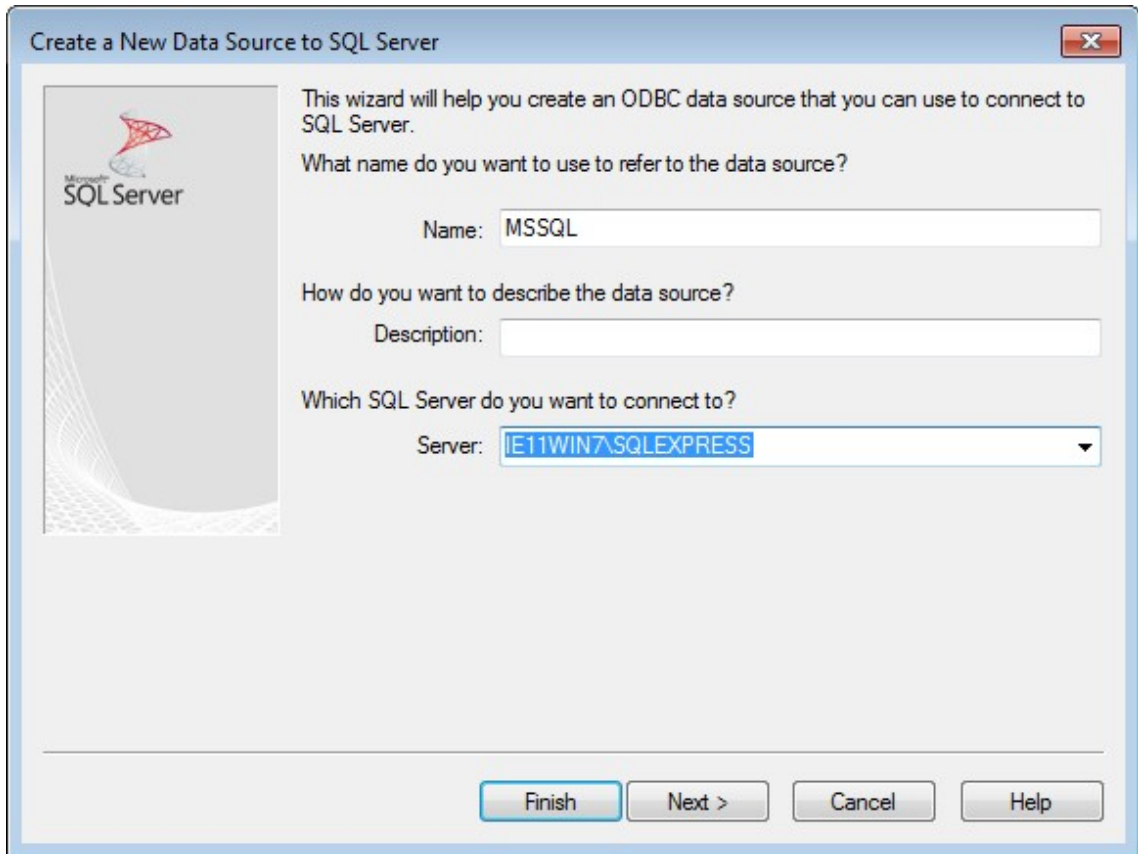 Create a New Data Source to SQL Server
Microsoft
SQL Server
This wizard will help you create an ODBC data source that you can use to connect to
SQL Server.
What name do you want to use to refer to the data source?
Name: MSSQL
How do you want to describe the data source?
Description:
Which SQL Server do you want to connect to?
Server: IE11WIN7\SQLEXPRESS
Finish Next > Cancel Help